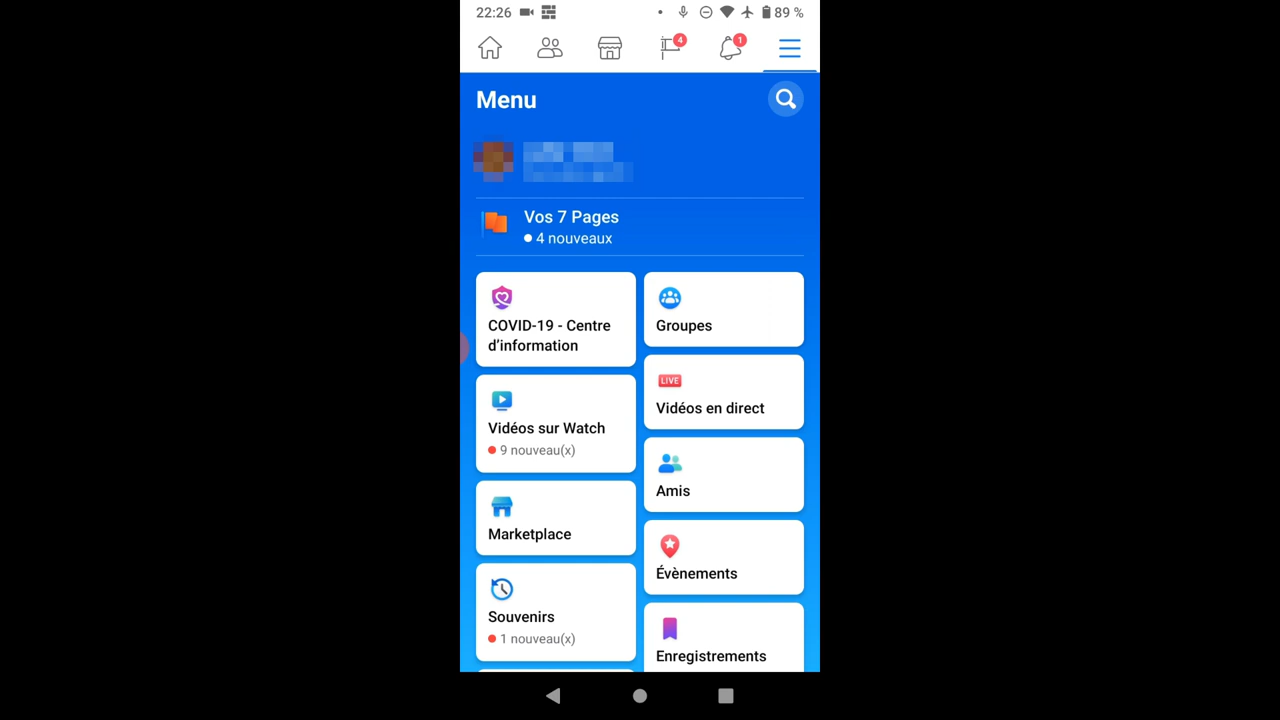 22:26
89 %
4
1
Menu
Vos 7 Pages
4 nouveaux
COVID-19 - Centre
d’information
Groupes
LIVE
Vidéos en direct
Vidéos sur Watch
9 nouveau(x)
Amis
Marketplace
Évènements
Souvenirs
1 nouveau(x)
Enregistrements